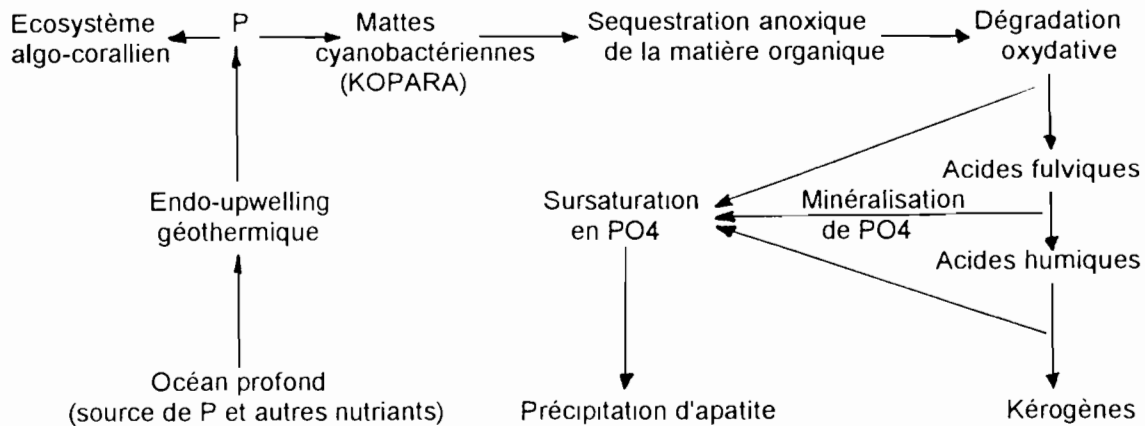 Ecosystème
algo-corallien
P
Mattes
cyanobactériennes
(KOPARA)
Sequestration anoxique
de la matière organique
Dégradation
oxydative
Acides fulviques
Endo-upwelling
géothermique
Sursaturation
en PO4
Minéralisation
de PO4
Acides humiques
Océan profond
(source de P et autres nutriants)
Précipitation d'apatite
Kérogènes